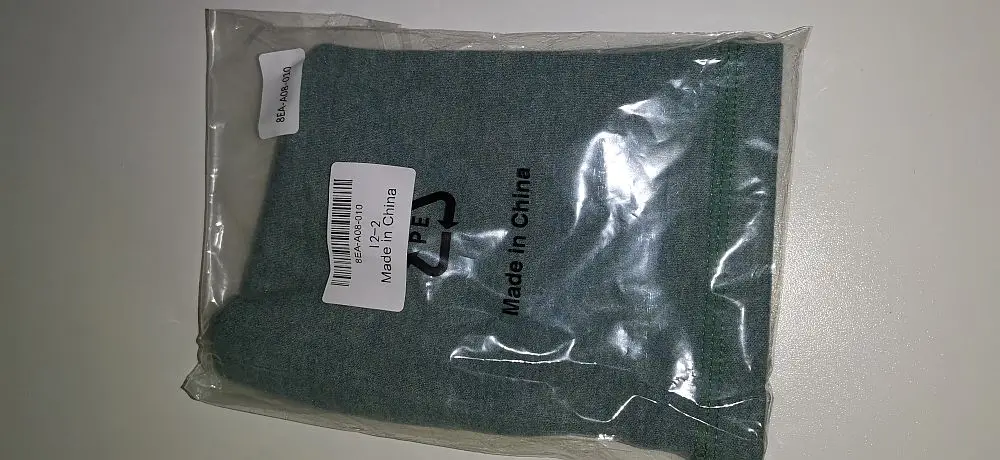 8EA-A08-010
8EA-A08-010
12-2
Made in China
PE
Made In China